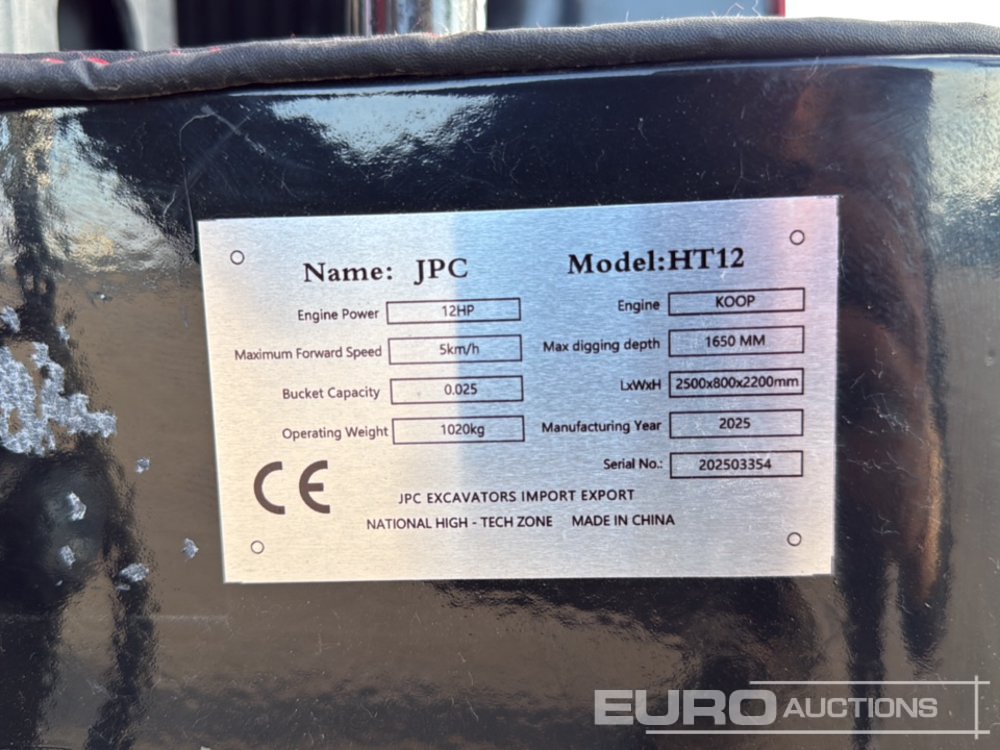 Name: JPC Model:HT12
Engine Power 12HP Engine KOOP
Maximum Forward Speed 5km/h Max digging depth 1650 MM
Bucket Capacity 0.025 LxWxH 2500x800x2200mm
Operating Weight 1020kg Manufacturing Year 2025
Serial No.: 202503354
CE
JPC EXCAVATORS IMPORT EXPORT
NATIONAL HIGH - TECH ZONE MADE IN CHINA
EURO AUCTIONS